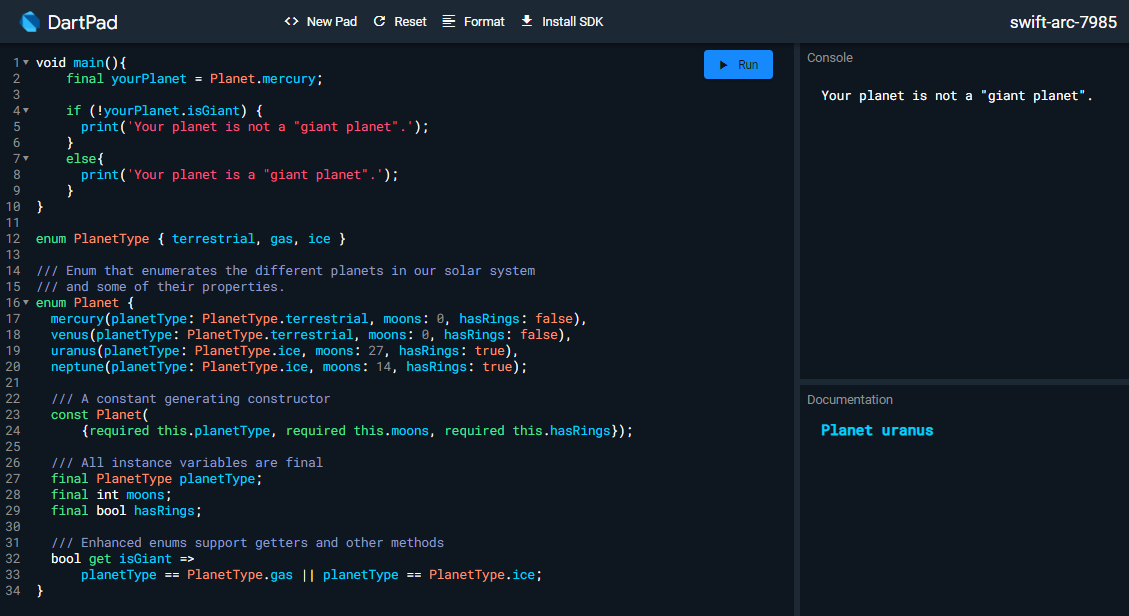 DartPad
New Pad
Reset
Format
Install SDK
swift-arc-7985
1 void main(){
2     final yourPlanet = Planet.mercury;
3
4     if (!yourPlanet.isGiant) {
5       print('Your planet is not a "giant planet".');
6     }
7     else{
8       print('Your planet is a "giant planet".');
9     }
10 }
11
12 enum PlanetType { terrestrial, gas, ice }
13
14 /// Enum that enumerates the different planets in our solar system
15 /// and some of their properties.
16 enum Planet {
17   mercury(planetType: PlanetType.terrestrial, moons: 0, hasRings: false),
18   venus(planetType: PlanetType.terrestrial, moons: 0, hasRings: false),
19   uranus(planetType: PlanetType.ice, moons: 27, hasRings: true),
20   neptune(planetType: PlanetType.ice, moons: 14, hasRings: true);
21
22   /// A constant generating constructor
23   const Planet(
24       {required this.planetType, required this.moons, required this.hasRings});
25
26   /// All instance variables are final
27   final PlanetType planetType;
28   final int moons;
29   final bool hasRings;
30
31   /// Enhanced enums support getters and other methods
32   bool get isGiant =>
33       planetType == PlanetType.gas || planetType == PlanetType.ice;
34 }
Run
Console
Your planet is not a "giant planet".
Documentation
Planet uranus